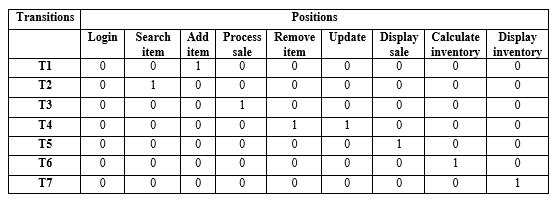 Transitions Positions
Login Search item Add item Process sale Remove item Update Display sale Calculate inventory Display inventory
T1 0 0 1 0 0 0 0 0 0
T2 0 1 0 0 0 0 0 0 0
T3 0 0 0 1 0 0 0 0 0
T4 0 0 0 0 1 1 0 0 0
T5 0 0 0 0 0 0 1 0 0
T6 0 0 0 0 0 0 0 1 0
T7 0 0 0 0 0 0 0 0 1